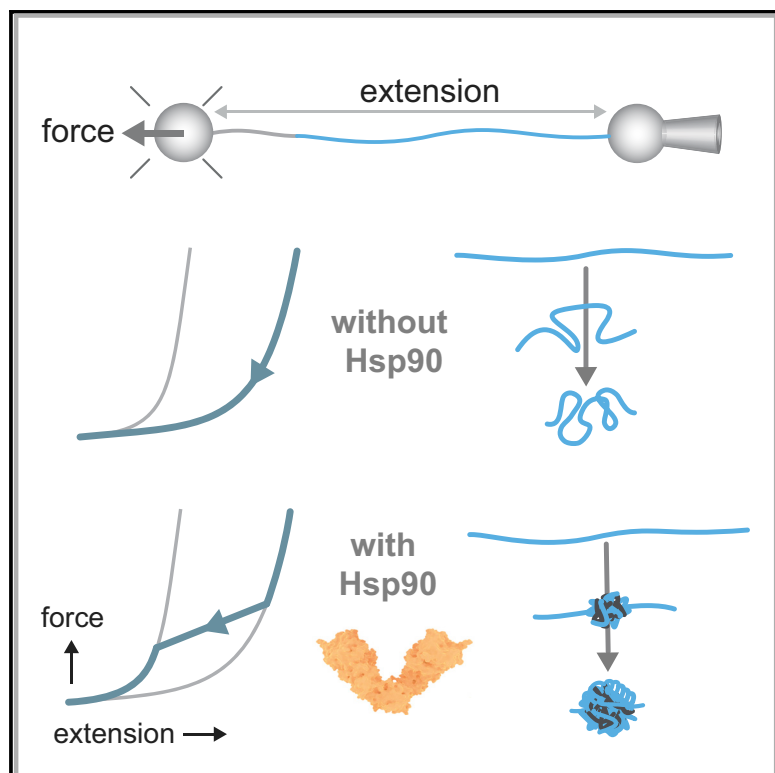 extension
force
without
Hsp90
with
Hsp90
force
extension